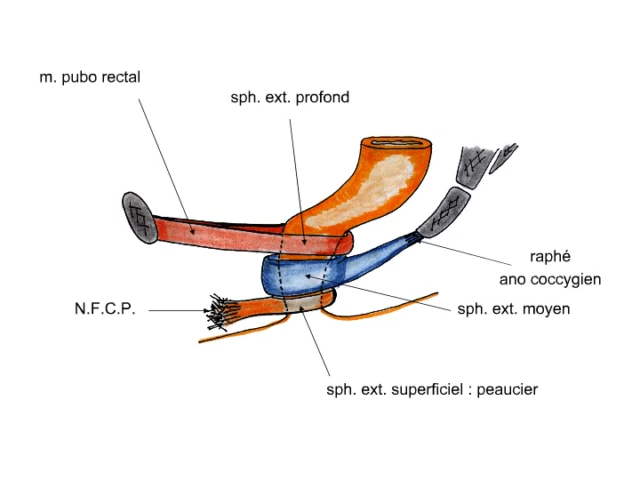 m. pubo rectal
sph. ext. profond
raphé
ano coccygien
N.F.C.P.
sph. ext. moyen
sph. ext. superficiel : peaucier